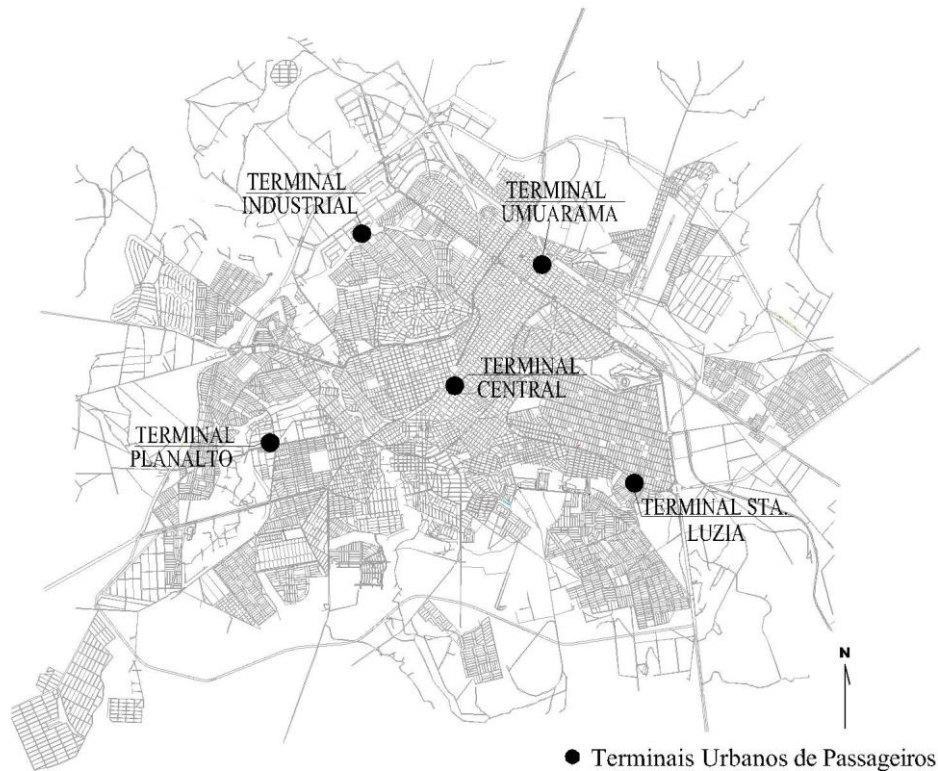 TERMINAL
INDUSTRIAL
TERMINAL
UMUARAMA
TERMINAL
CENTRAL
TERMINAL
PLANALTO
TERMINAL STA.
LUZIA
N
Terminais Urbanos de Passageiros